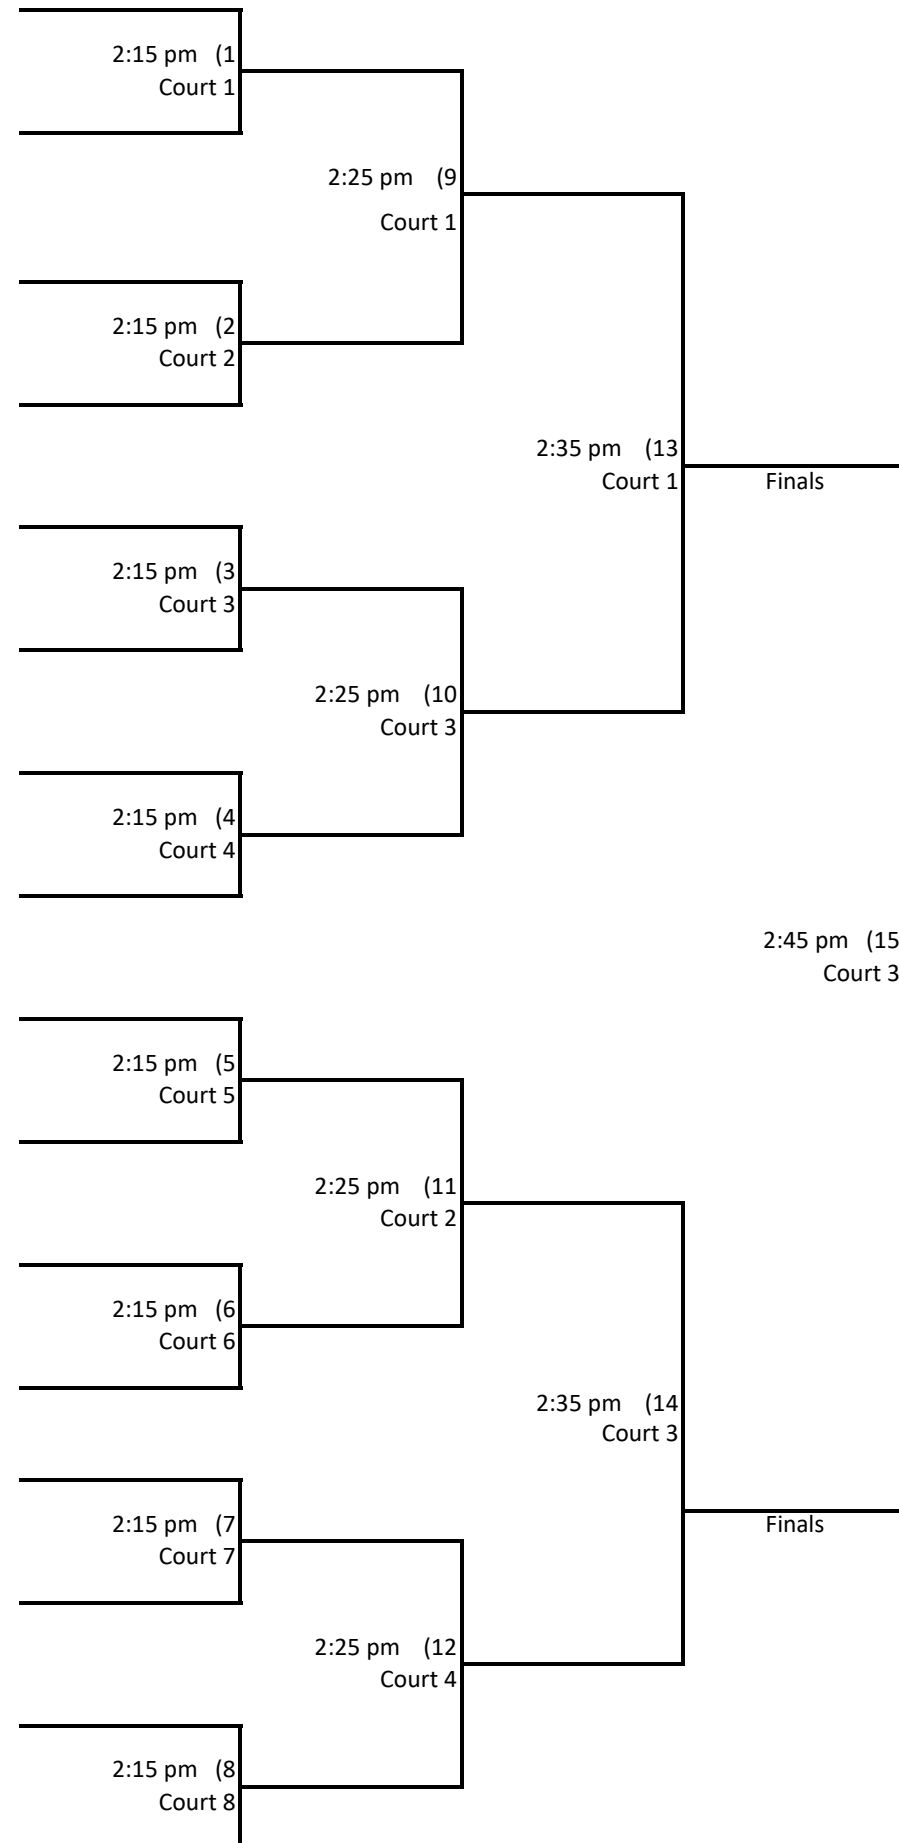 2:15 pm (1
Court 1
2:25 pm (9
Court 1
2:15 pm (2
Court 2
2:35 pm (13
Court 1
Finals
2:15 pm (3
Court 3
2:25 pm (10
Court 3
2:15 pm (4
Court 4
2:45 pm (15
Court 3
2:15 pm (5
Court 5
2:25 pm (11
Court 2
2:15 pm (6
Court 6
2:35 pm (14
Court 3
2:15 pm (7
Finals
Court 7
2:25 pm (12
Court 4
2:15 pm (8
Court 8